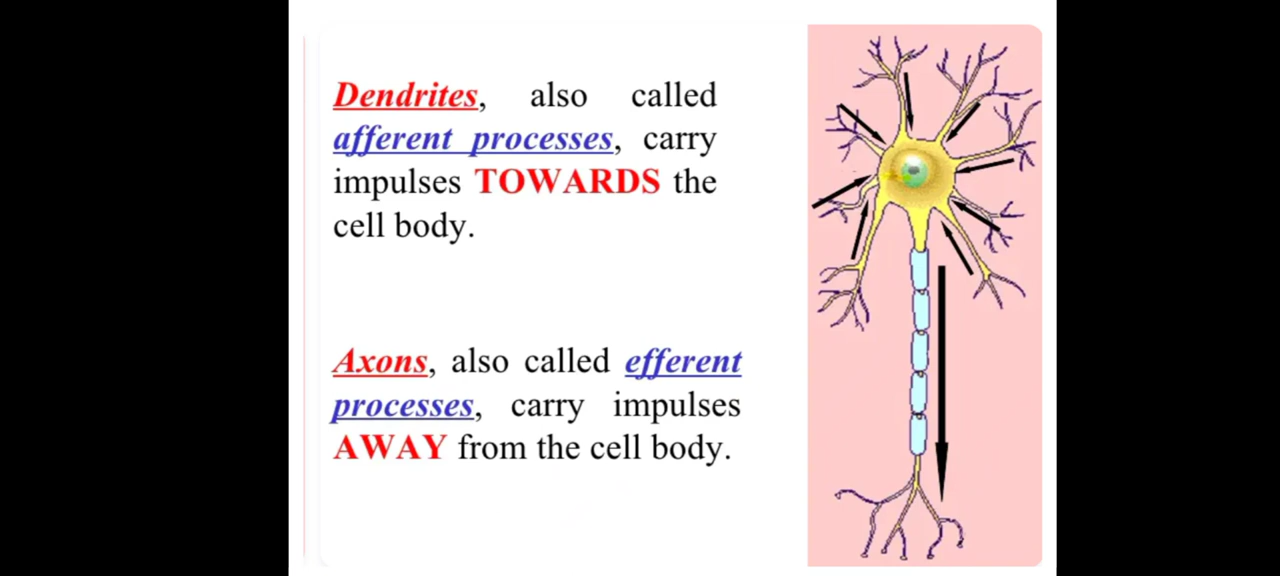 Dendrites, also called
afferent processes, carry
impulses TOWARDS the
cell body.
Axons, also called efferent
processes, carry impulses
AWAY from the cell body.